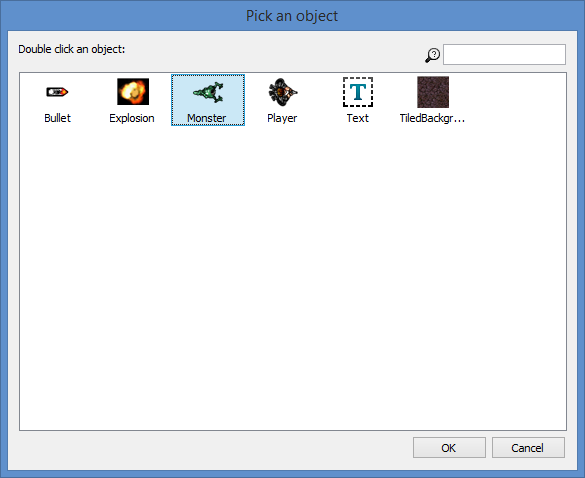 Pick an object
Double click an object:
Bullet Explosion Monster Player Text TiledBackgr...
OK Cancel